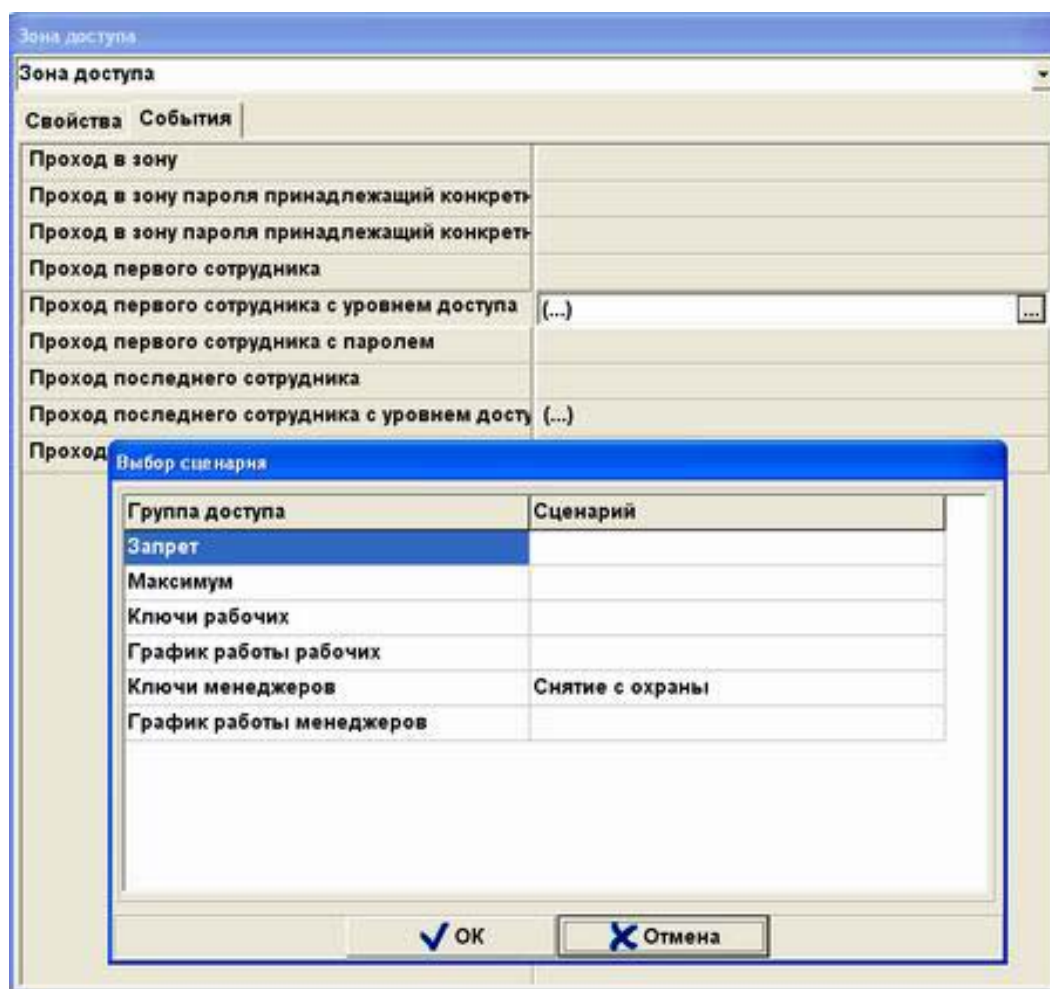 Зона доступа
Зона доступа
Свойства События
Проход в зону
Проход в зону пароля принадлежащий конкретн
Проход в зону пароля принадлежащий конкретн
Проход первого сотрудника
Проход первого сотрудника с уровнем доступа (...) ...
Проход первого сотрудника с паролем
Проход последнего сотрудника
Проход последнего сотрудника с уровнем досту (...)
Проход
Выбор сценария
Группа доступа Сценарий
Запрет
Максимум
Ключи рабочих
График работы рабочих
Ключи менеджеров Снятие с охраны
График работы менеджеров
ОК Отмена